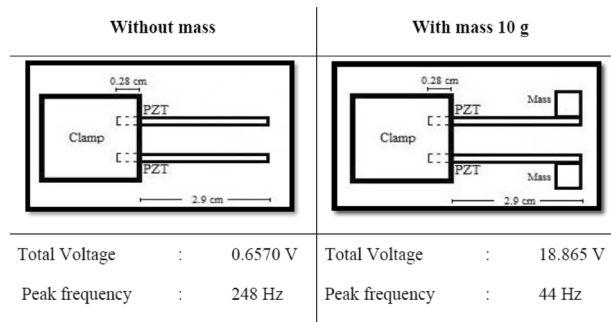 Without mass
With mass 10 g
0.28 cm
PZT
Clamp
PZT
2.9 cm
0.28 cm
Mass
PZT
Clamp
PZT
Mass
2.9 cm
Total Voltage : 0.6570 V
Peak frequency : 248 Hz
Total Voltage : 18.865 V
Peak frequency : 44 Hz